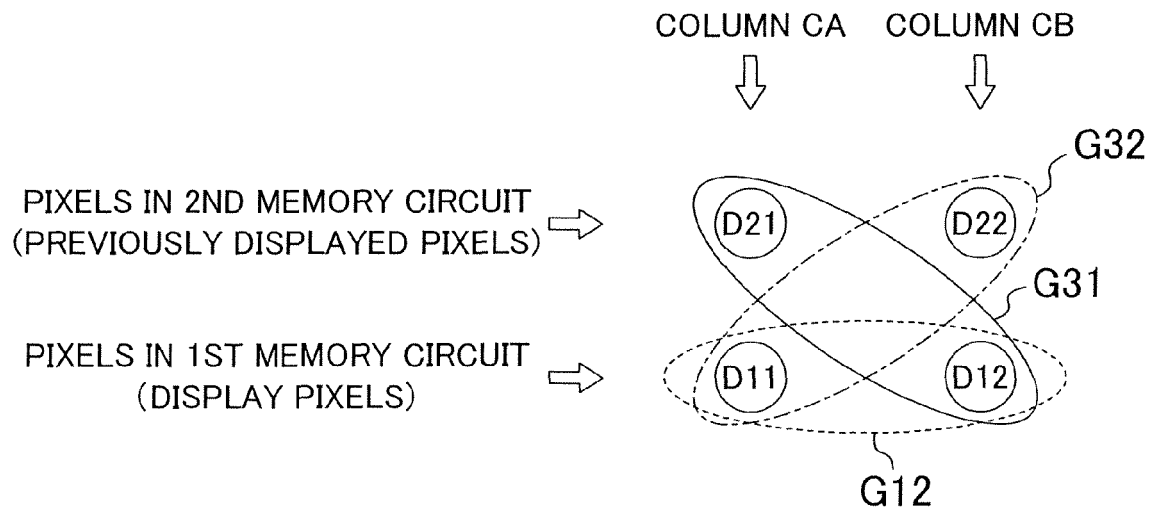 COLUMN CA COLUMN CB
G32
PIXELS IN 2ND MEMORY CIRCUIT
(PREVIOUSLY DISPLAYED PIXELS)
D21 D22
G31
PIXELS IN 1ST MEMORY CIRCUIT
(DISPLAY PIXELS)
D11 D12
G12